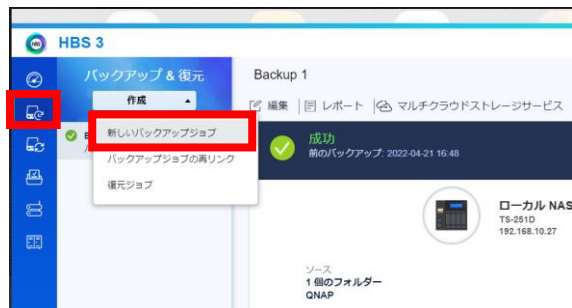 HBS
HBS 3
バックアップ & 復元
作成
新しいバックアップジョブ
バックアップジョブの再リンク
復元ジョブ
Backup 1
編集 レポート マルチクラウドストレージサービス
成功
前のバックアップ: 2022-04-21 16:48
ローカル NAS
TS-251D
192.168.10.27
ソース
1 個のフォルダー
QNAP